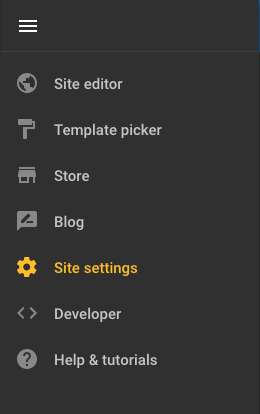 Site editor
Template picker
Store
Blog
Site settings
Developer
Help & tutorials